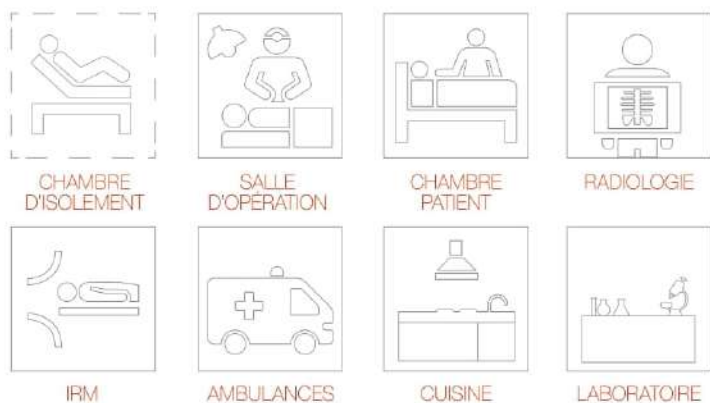 CHAMBRE
D'ISOLEMENT
SALLE
D'OPÉRATION
CHAMBRE
PATIENT
RADIOLOGIE
IRM
AMBULANCES
CUISINE
LABORATOIRE